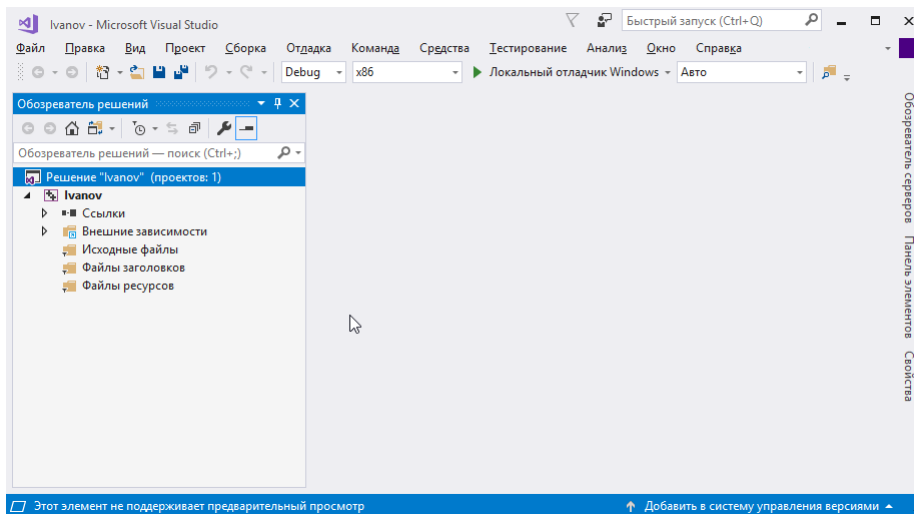 Ivanov - Microsoft Visual Studio
Быстрый запуск (Ctrl+Q)
Файл Правка Вид Проект Сборка Отладка Команда Средства Тестирование Анализ Окно Справка
Debug x86 Локальный отладчик Windows Авто
Обозреватель решений
Обозреватель решений — поиск (Ctrl+;)
Решение "Ivanov" (проектов: 1)
Ivanov
Ссылки
Внешние зависимости
Исходные файлы
Файлы заголовков
Файлы ресурсов
Обозреватель серверов
Панель элементов
Свойства
Этот элемент не поддерживает предварительный просмотр
Добавить в систему управления версиями